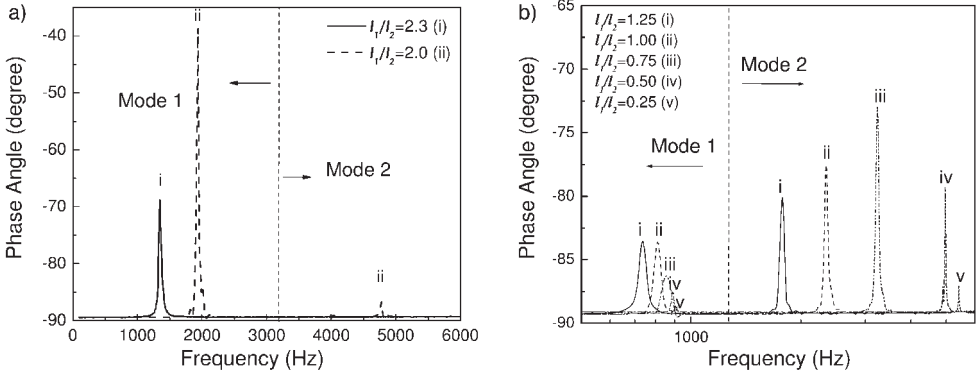 a)
ii
l₁/l₂=2.3 (i)
l₁/l₂=2.0 (ii)
Mode 1
Mode 2
i
ii
-40
-50
-60
-70
-80
-90
0
1000
2000
3000
4000
5000
6000
Phase Angle (degree)
Frequency (Hz)
b)
l₁/l₂=1.25 (i)
l₁/l₂=1.00 (ii)
l₁/l₂=0.75 (iii)
l₁/l₂=0.50 (iv)
l₁/l₂=0.25 (v)
Mode 2
Mode 1
i
ii
iii
iv
v
i
ii
iii
iv
v
-65
-70
-75
-80
-85
-90
1000
Phase Angle (degree)
Frequency (Hz)